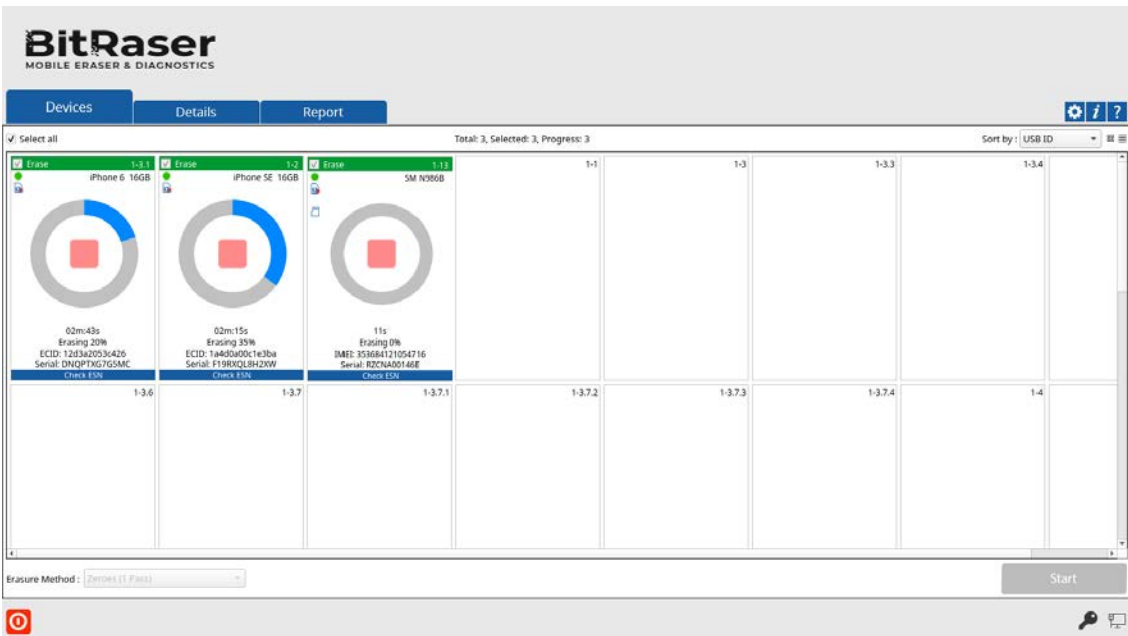 BitRaser
MOBILE ERASER & DIAGNOSTICS
Devices
Details
Report
i ?
Select all
Total: 3, Selected: 3, Progress: 3
Sort by : USB ID
Erase 1-3.1
iPhone 6 16GB
02m:43s
Erasing 20%
ECID: 12d3a2053c426
Serial: DNQPTXG7G5MC
Check ESN
Erase 1-2
iPhone SE 16GB
02m:15s
Erasing 35%
ECID: 1a4d0a00c1e3ba
Serial: F19RXQL8H2XW
Check ESN
Erase 1-13
SM N986B
11s
Erasing 0%
IMEI: 353684121054716
Serial: RZCNA00146E
Check ESN
1-1
1-3
1-3.3
1-3.4
1-3.6
1-3.7
1-3.7.1
1-3.7.2
1-3.7.3
1-3.7.4
1-4
Erasure Method : Zeroes (1 Pass)
Start